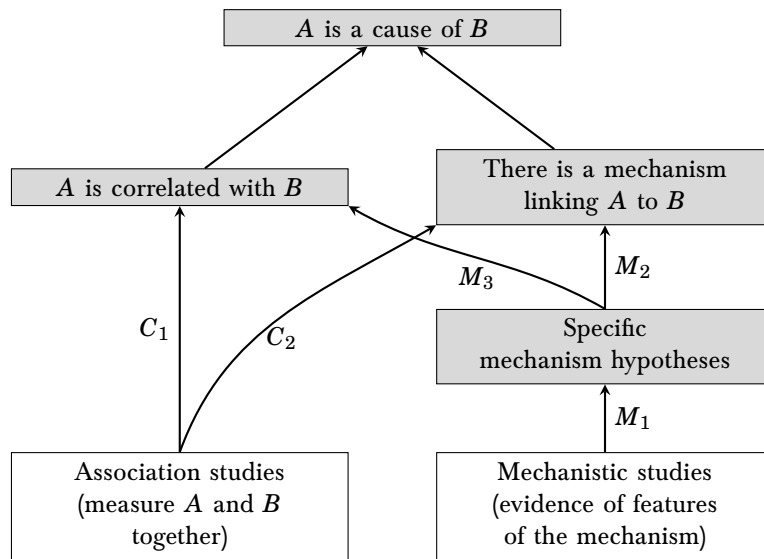 A is a cause of B
A is correlated with B
There is a mechanism
linking A to B
M₃
M₂
C₁
C₂
Specific
mechanism hypotheses
M₁
Association studies
(measure A and B
together)
Mechanistic studies
(evidence of features
of the mechanism)